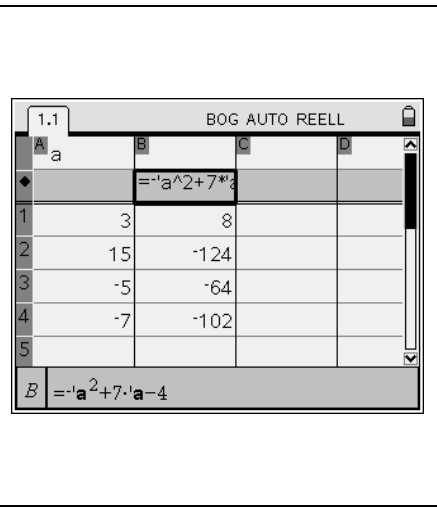 1.1 BOG AUTO REELL
A a B C D
◆ =-'a^2+7*'a
1 3 8
2 15 -124
3 -5 -64
4 -7 -102
5
B =-'a²+7·'a-4